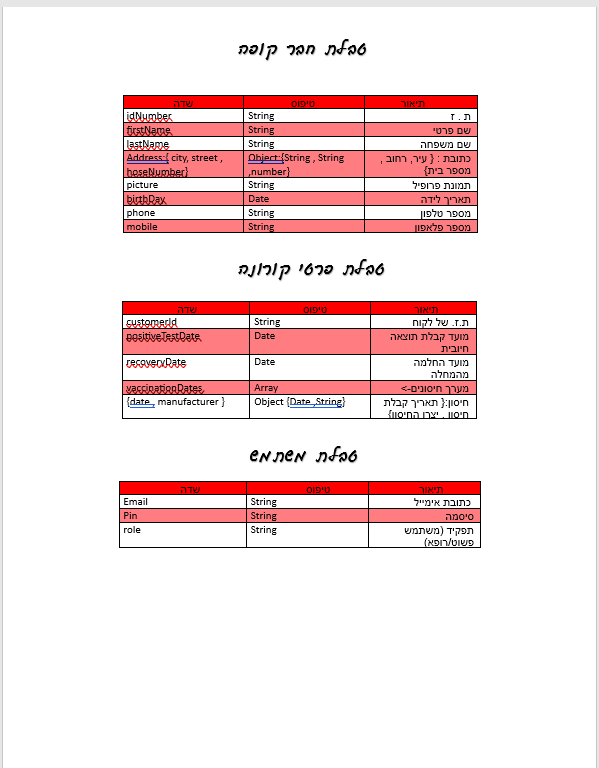 טבלת חבר קופה
שדה טיפוס תיאור
idNumber String ת . ז
firstName String שם פרטי
lastName String שם משפחה
Address:{ city, street , Object:{String , String כתובת : { עיר, רחוב ,
hoseNumber} ,number} מספר בית}
picture String תמונת פרופיל
birthDay Date תאריך לידה
phone String מספר טלפון
mobile String מספר פלאפון
טבלת פרטי קורונה
שדה טיפוס תיאור
customerId String ת.ז. של לקוח
positiveTestDate Date מועד קבלת תוצאה
חיובית
recoveryDate Date מועד החלמה
מהמחלה
vaccinationDates Array מערך חיסונים->
{date , manufacturer } Object {Date ,String} חיסון:{ תאריך קבלת
חיסון , יצרן החיסון}
טבלת משתמש
שדה טיפוס תיאור
Email String כתובת אימייל
Pin String סיסמה
role String תפקיד (משתמש
פשוט/רופא)